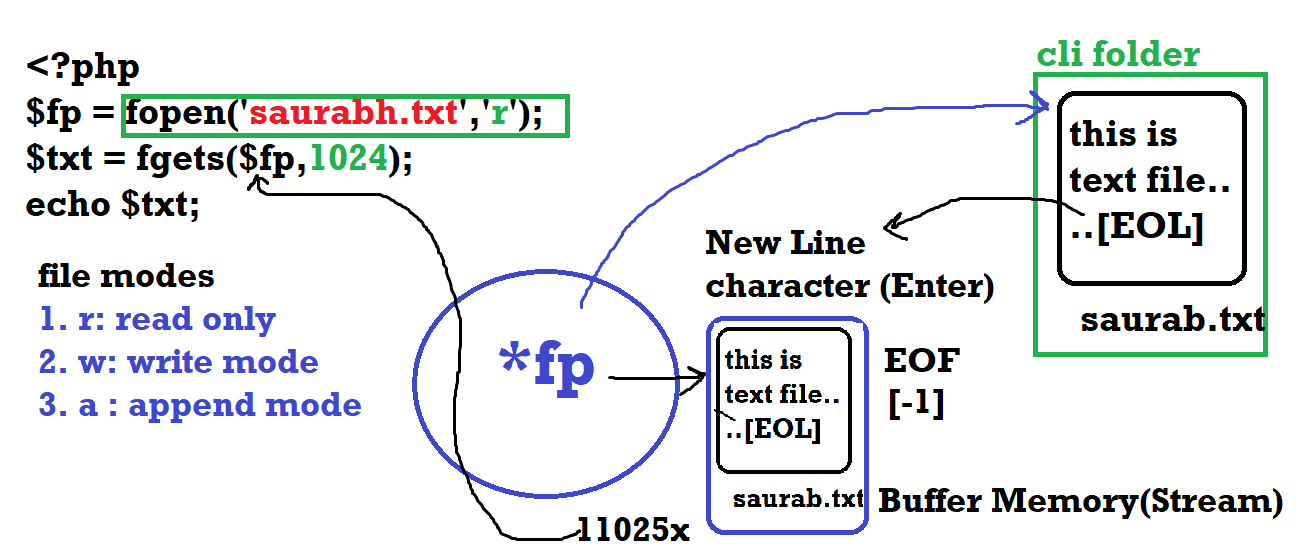 <?php
$fp = fopen('saurabh.txt','r');
$txt = fgets($fp,1024);
echo $txt;
file modes
1. r: read only
2. w: write mode
3. a : append mode
*fp
11025x
cli folder
this is
text file..
..[EOL]
saurab.txt
New Line
character (Enter)
this is
text file..
..[EOL]
saurab.txt
EOF
[-1]
Buffer Memory(Stream)